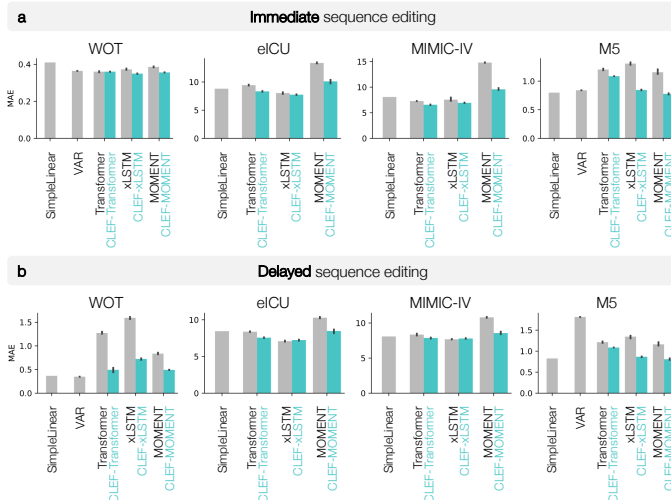 a Immediate sequence editing
WOT eICU MIMIC-IV M5
MAE
0.4
0.2
0.0
10
5
0
15
10
5
0
1.0
0.5
0.0
SimpleLinear VAR Transformer CLEF-Transformer xLSTM CLEF-xLSTM MOMENT CLEF-MOMENT
SimpleLinear Transformer CLEF-Transformer xLSTM CLEF-xLSTM MOMENT CLEF-MOMENT
SimpleLinear Transformer CLEF-Transformer xLSTM CLEF-xLSTM MOMENT CLEF-MOMENT
SimpleLinear VAR Transformer CLEF-Transformer xLSTM CLEF-xLSTM MOMENT CLEF-MOMENT
b Delayed sequence editing
WOT eICU MIMIC-IV M5
MAE
1.5
1.0
0.5
0.0
10
5
0
10
5
0
1.5
1.0
0.5
0.0
SimpleLinear VAR Transformer CLEF-Transformer xLSTM CLEF-xLSTM MOMENT CLEF-MOMENT
SimpleLinear Transformer CLEF-Transformer xLSTM CLEF-xLSTM MOMENT CLEF-MOMENT
SimpleLinear Transformer CLEF-Transformer xLSTM CLEF-xLSTM MOMENT CLEF-MOMENT
SimpleLinear VAR Transformer CLEF-Transformer xLSTM CLEF-xLSTM MOMENT CLEF-MOMENT